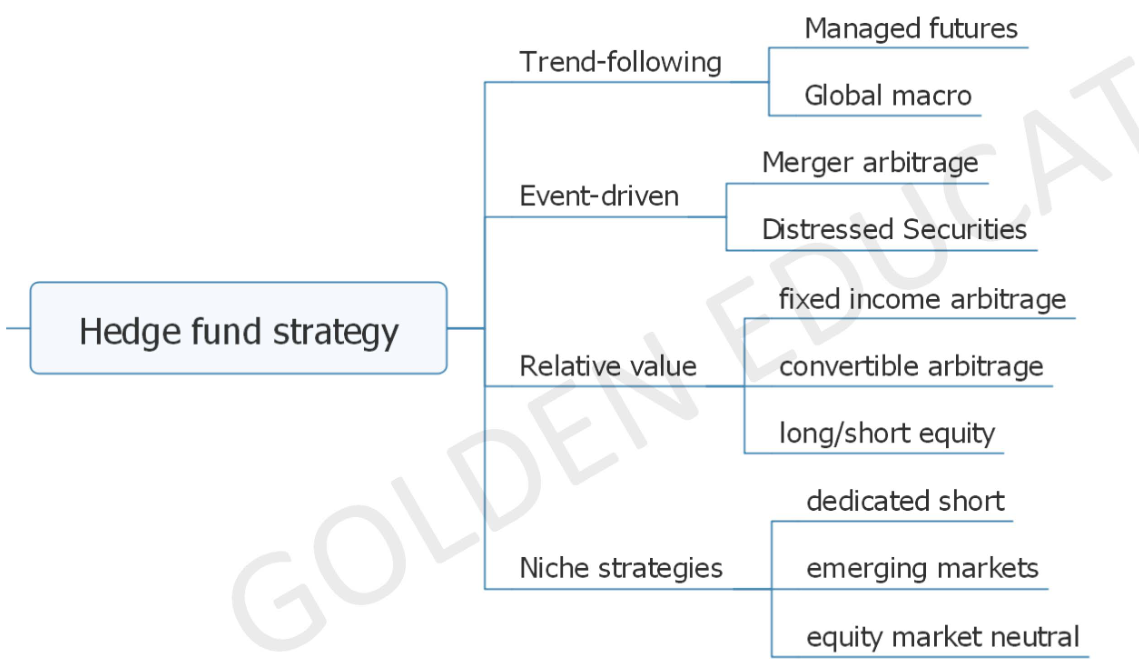 Hedge fund strategy
Trend-following
Managed futures
Global macro
Event-driven
Merger arbitrage
Distressed Securities
Relative value
fixed income arbitrage
convertible arbitrage
long/short equity
Niche strategies
dedicated short
emerging markets
equity market neutral
GOLDEN EDUCAT